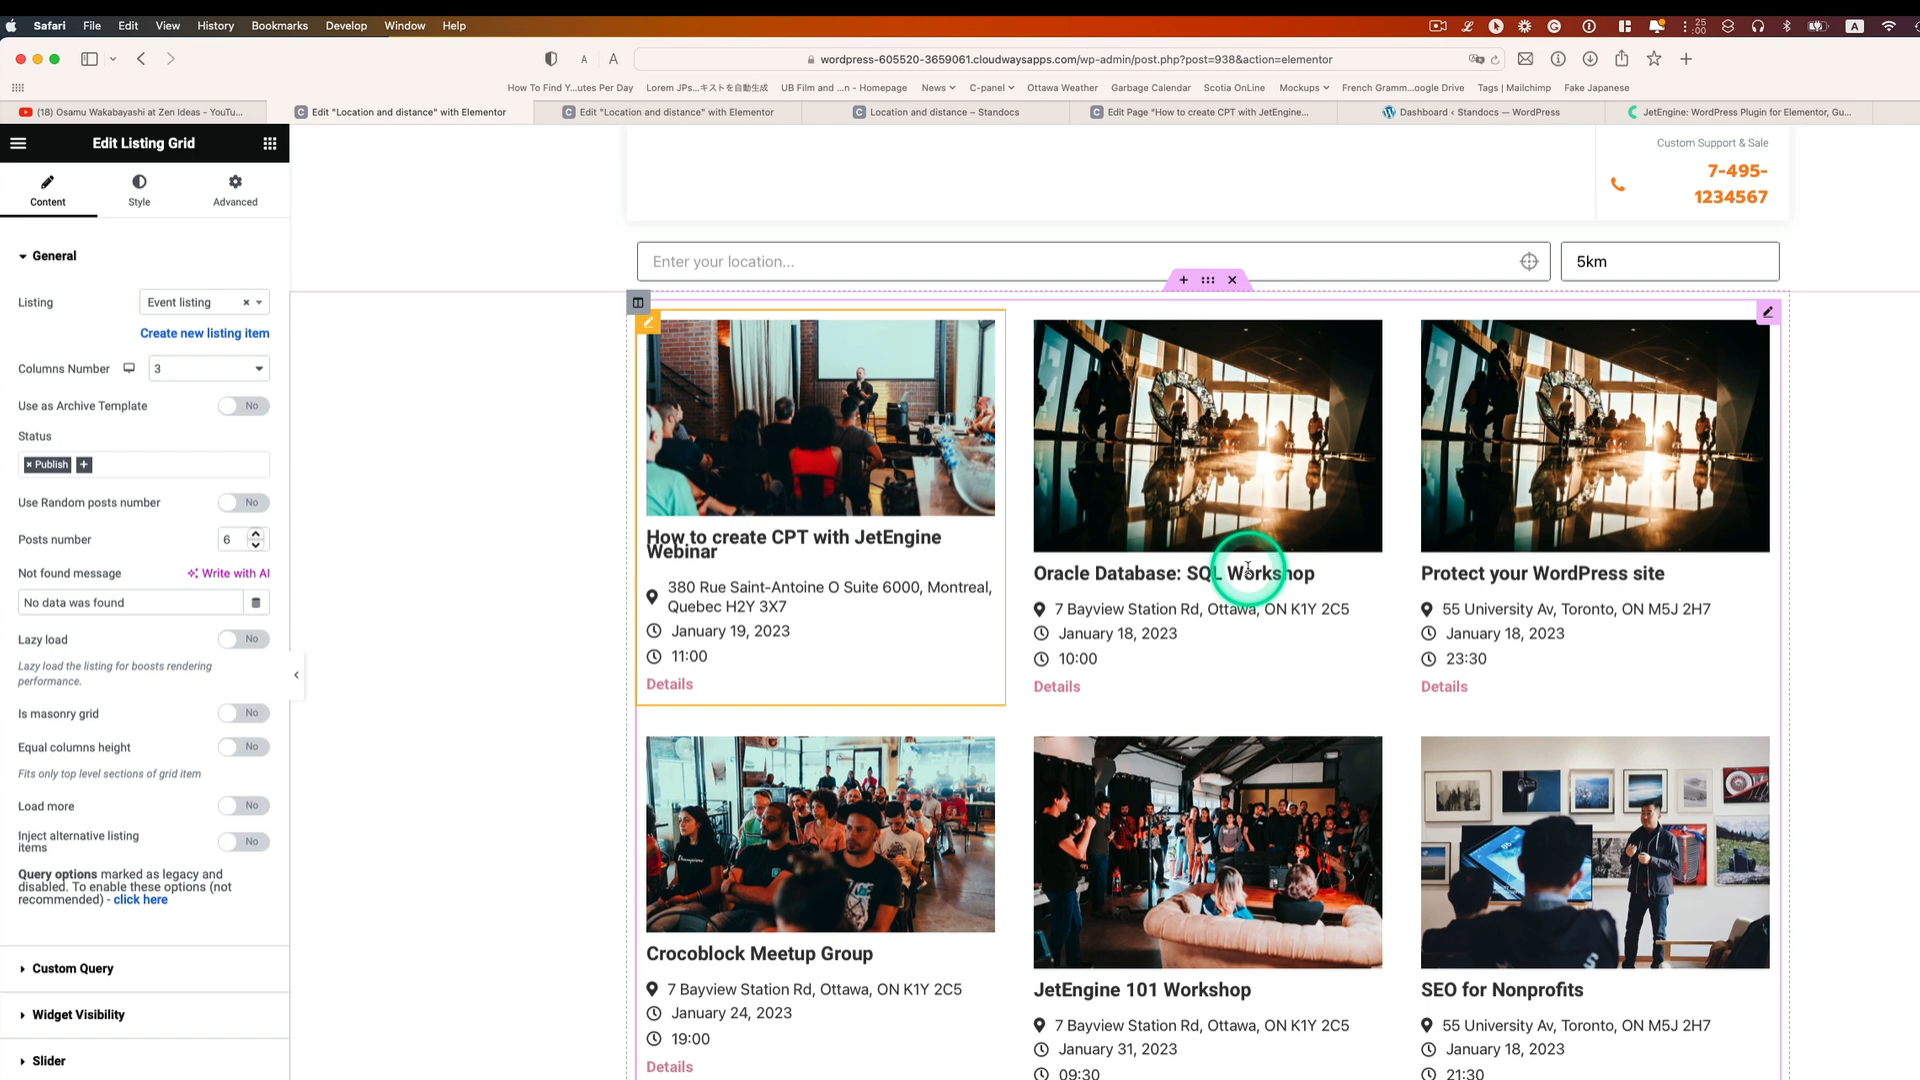 Safari File Edit View History Bookmarks Develop Window Help
25
:00
A
A A wordpress-605520-3659061.cloudwaysapps.com/wp-admin/post.php?post=938&action=elementor
How To Find Y...utes Per Day Lorem JPs...キストを自動生成 UB Film and ...n - Homepage News C-panel Ottawa Weather Garbage Calendar Scotia OnLine Mockups French Gramm...oogle Drive Tags | Mailchimp Fake Japanese
(18) Osamu Wakabayashi at Zen Ideas - YouTu... Edit "Location and distance" with Elementor Edit "Location and distance" with Elementor Location and distance – Standocs Edit Page "How to create CPT with JetEngine... Dashboard ‹ Standocs — WordPress JetEngine: WordPress Plugin for Elementor, Gu...
Edit Listing Grid
Content Style Advanced
General
Listing Event listing
Create new listing item
Columns Number 3
Use as Archive Template No
Status
× Publish +
Use Random posts number No
Posts number 6
Not found message Write with AI
No data was found
Lazy load No
Lazy load the listing for boosts rendering
performance.
Is masonry grid No
Equal columns height No
Fits only top level sections of grid item
Load more No
Inject alternative listing
items No
Query options marked as legacy and
disabled. To enable these options (not
recommended) - click here
Custom Query
Widget Visibility
Slider
Custom Support & Sale
7-495-
1234567
Enter your location...
5km
How to create CPT with JetEngine
Webinar
380 Rue Saint-Antoine O Suite 6000, Montreal,
Quebec H2Y 3X7
January 19, 2023
11:00
Details
Oracle Database: SQL Workshop
7 Bayview Station Rd, Ottawa, ON K1Y 2C5
January 18, 2023
10:00
Details
Protect your WordPress site
55 University Av, Toronto, ON M5J 2H7
January 18, 2023
23:30
Details
Crocoblock Meetup Group
7 Bayview Station Rd, Ottawa, ON K1Y 2C5
January 24, 2023
19:00
Details
JetEngine 101 Workshop
7 Bayview Station Rd, Ottawa, ON K1Y 2C5
January 31, 2023
09:30
SEO for Nonprofits
55 University Av, Toronto, ON M5J 2H7
January 18, 2023
21:30